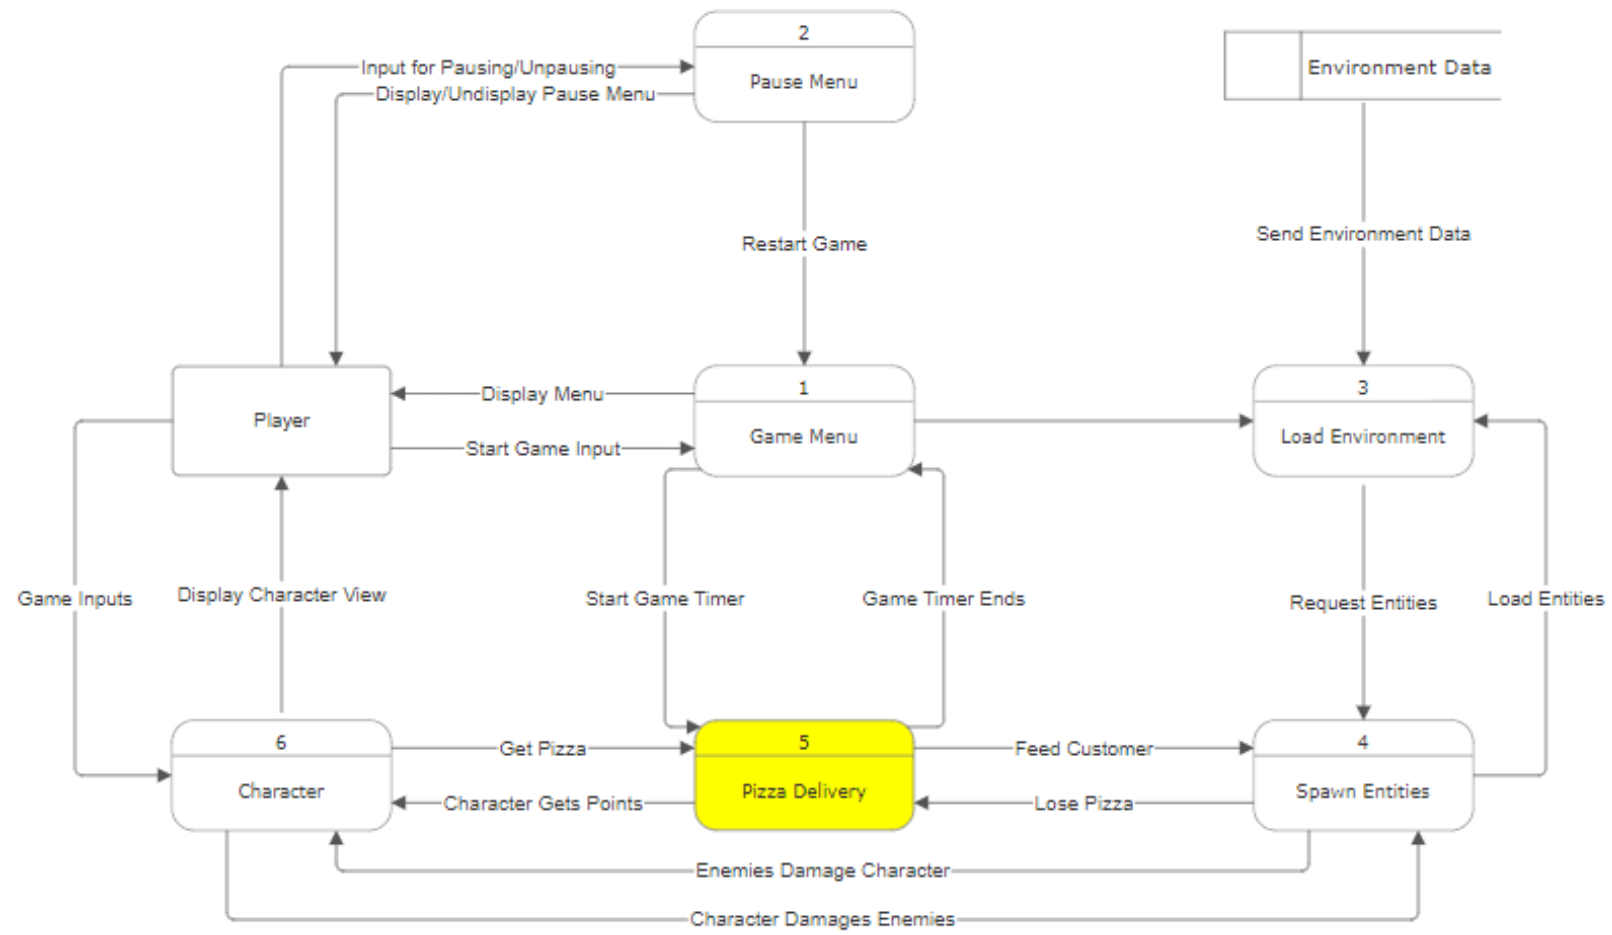 2
Pause Menu
Environment Data
Input for Pausing/Unpausing
Display/Undisplay Pause Menu
Restart Game
Send Environment Data
Player
Display Menu
Start Game Input
1
Game Menu
3
Load Environment
Game Inputs
Display Character View
Start Game Timer
Game Timer Ends
Request Entities
Load Entities
6
Character
Get Pizza
Character Gets Points
5
Pizza Delivery
Feed Customer
Lose Pizza
4
Spawn Entities
Enemies Damage Character
Character Damages Enemies